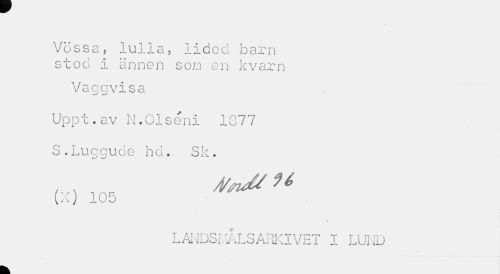 Vössa, lulla, lided barn
stod i ännen som en kvarn
Vaggvisa
Uppt.av N.Olséni 1877
S.Luggude hd. Sk.
Nordl 96
(X) 105
LANDSMÅLSARKIVET I LUND